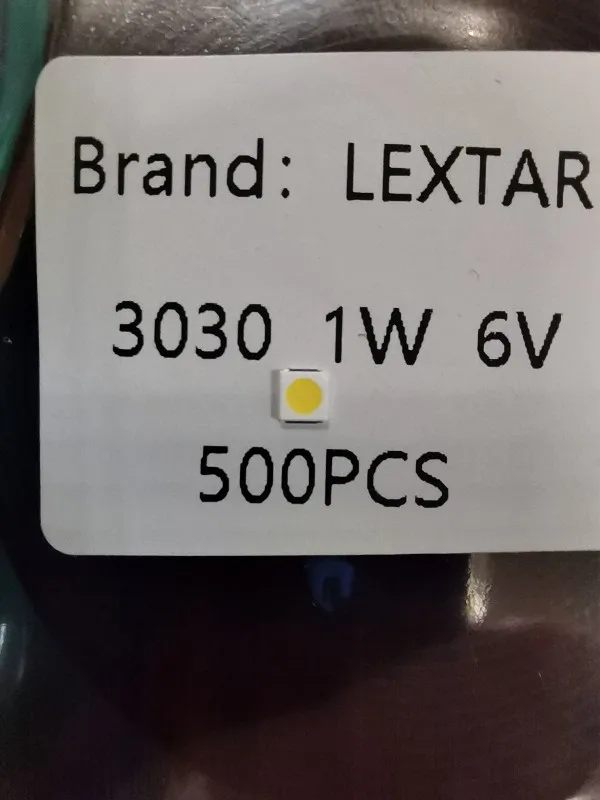 Brand: LEXTAR
3030 1W 6V
500PCS